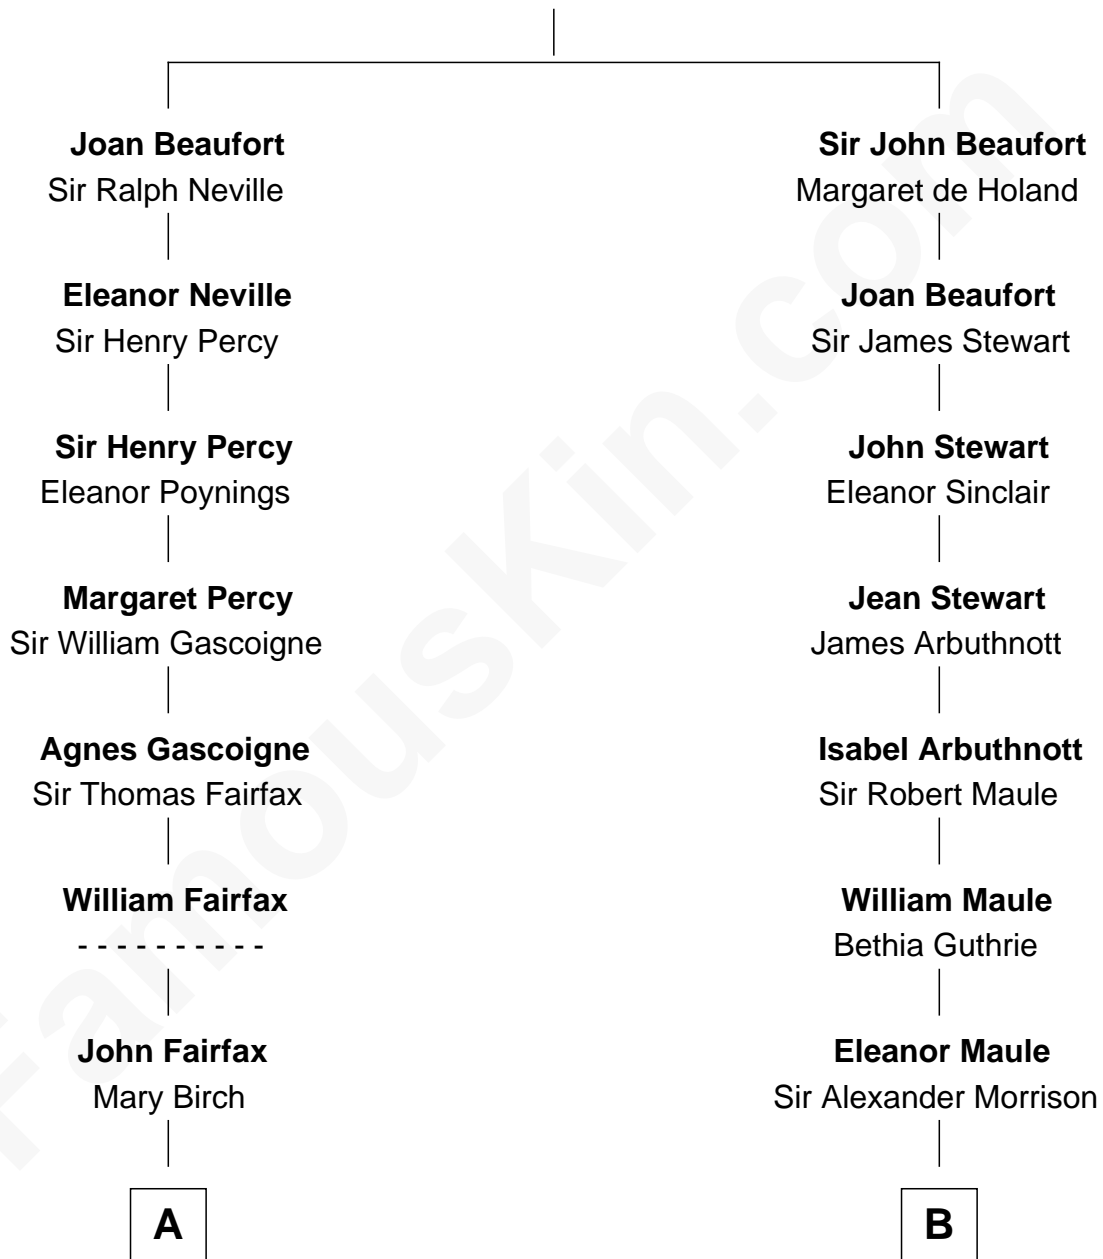 Joan Beaufort
Sir Ralph Neville
Eleanor Neville
Sir Henry Percy
Sir Henry Percy
Eleanor Poynings
Margaret Percy
Sir William Gascoigne
Agnes Gascoigne
Sir Thomas Fairfax
William Fairfax
- - - - - - - - - -
John Fairfax
Mary Birch
A
Sir John Beaufort
Margaret de Holand
Joan Beaufort
Sir James Stewart
John Stewart
Eleanor Sinclair
Jean Stewart
James Arbuthnott
Isabel Arbuthnott
Sir Robert Maule
William Maule
Bethia Guthrie
Eleanor Maule
Sir Alexander Morrison
B
FamousKin.com